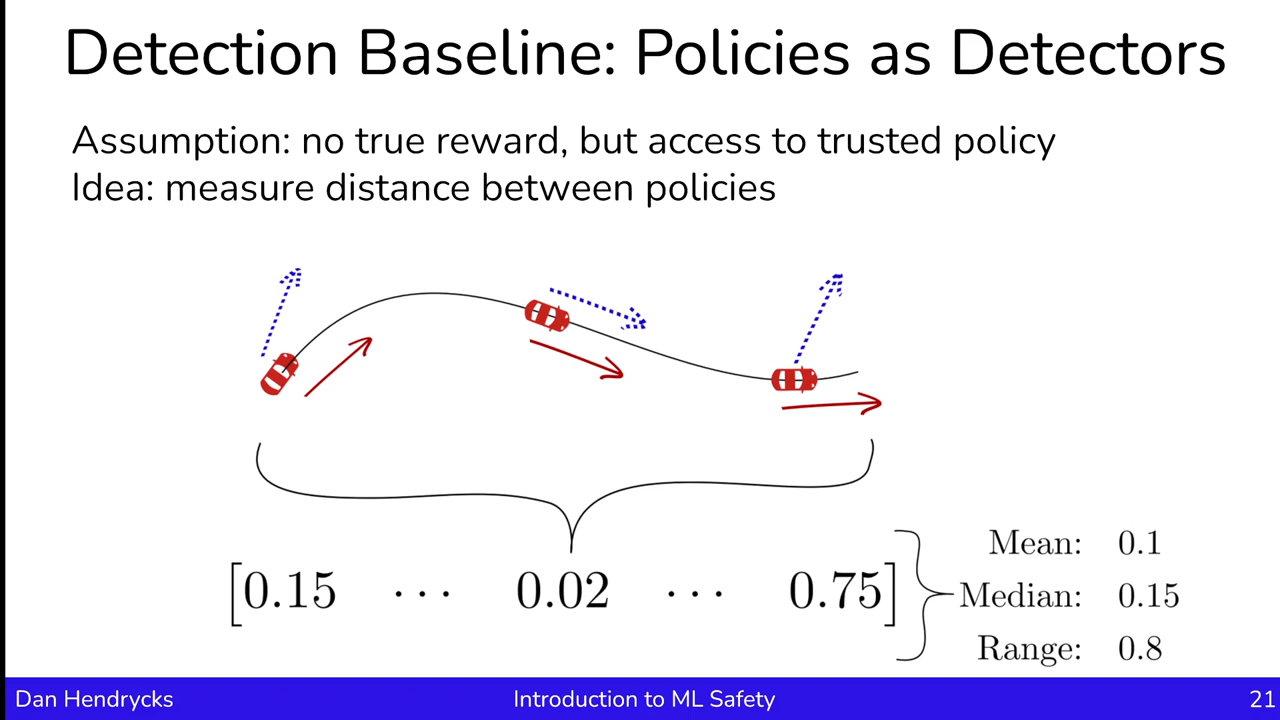 Detection Baseline: Policies as Detectors
Assumption: no true reward, but access to trusted policy
Idea: measure distance between policies
[0.15 ⋯ 0.02 ⋯ 0.75]
Mean: 0.1
Median: 0.15
Range: 0.8
Dan Hendrycks Introduction to ML Safety 21